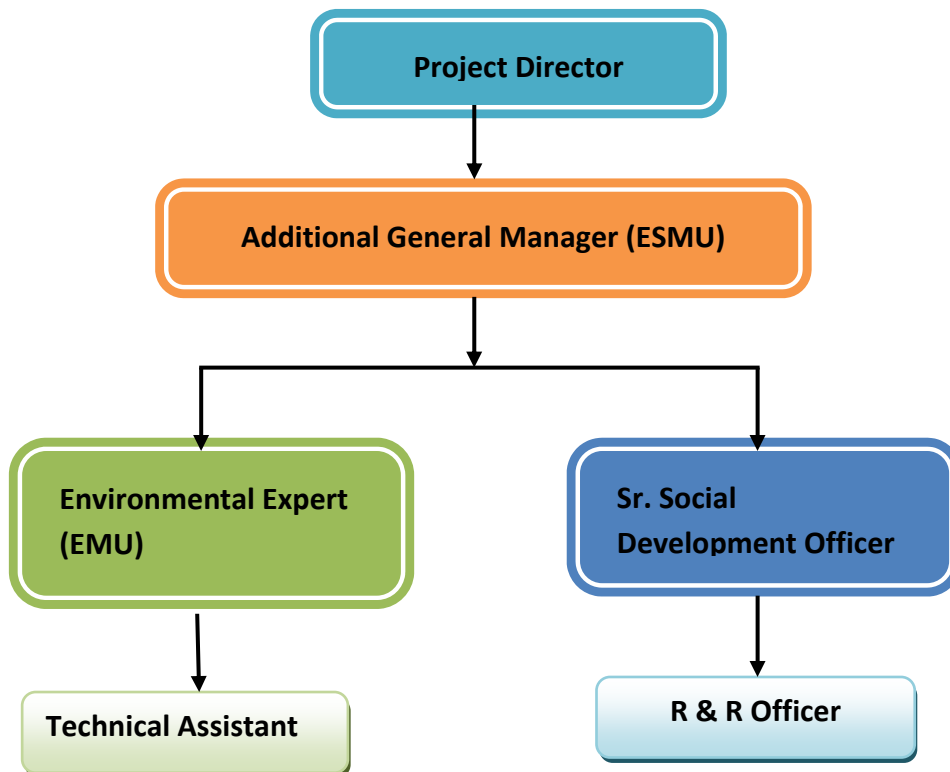 Project Director
Additional General Manager (ESMU)
Environmental Expert
(EMU)
Sr. Social
Development Officer
Technical Assistant
R & R Officer